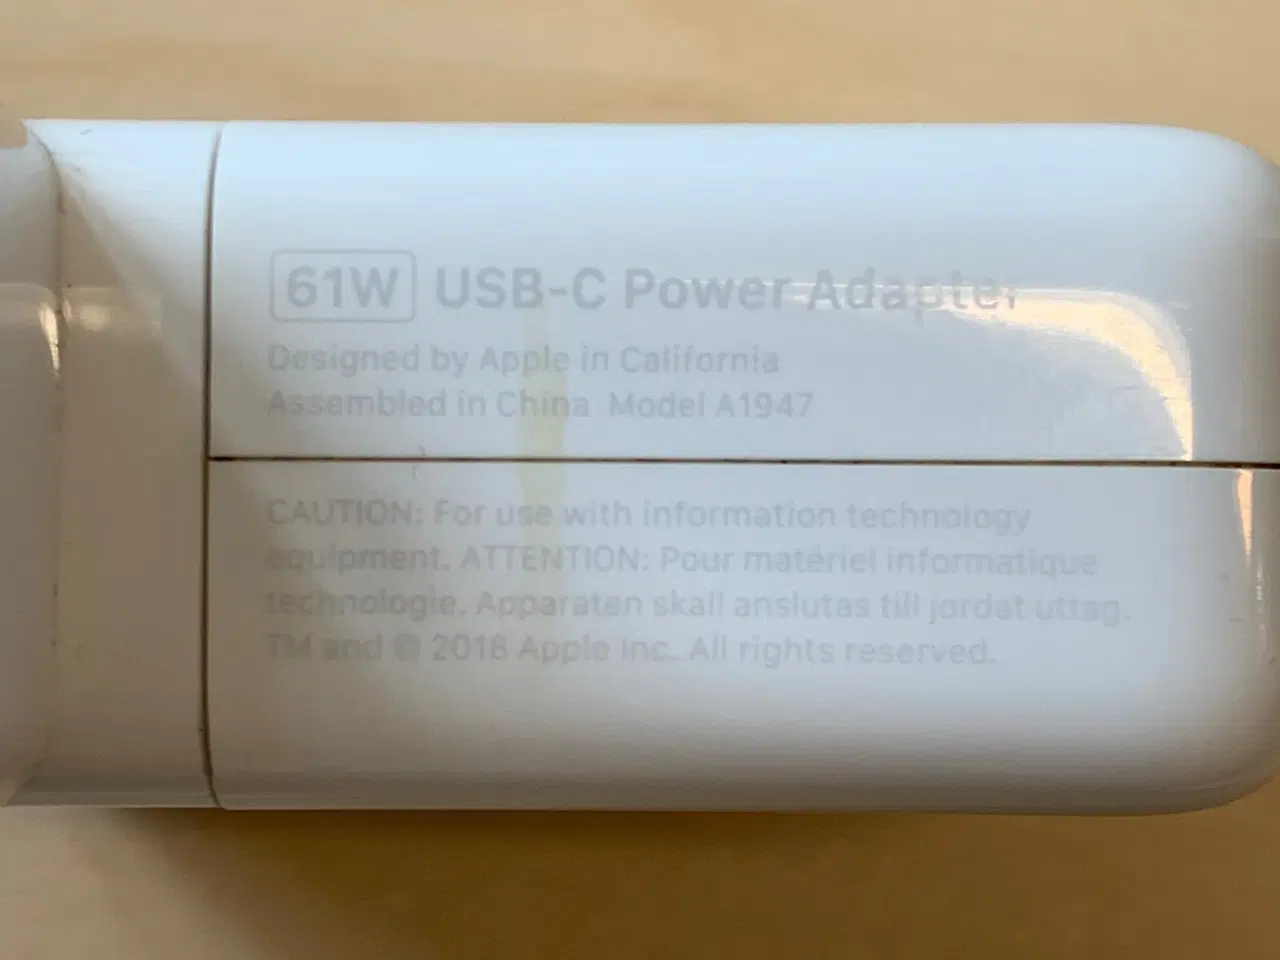 61W USB-C Power Adapter
Designed by Apple in California
Assembled in China Model A1947
CAUTION: For use with information technology
equipment. ATTENTION: Pour matériel informatique
technologie. Apparaten skall anslutas till jordat uttag.
TM and © 2018 Apple Inc. All rights reserved.